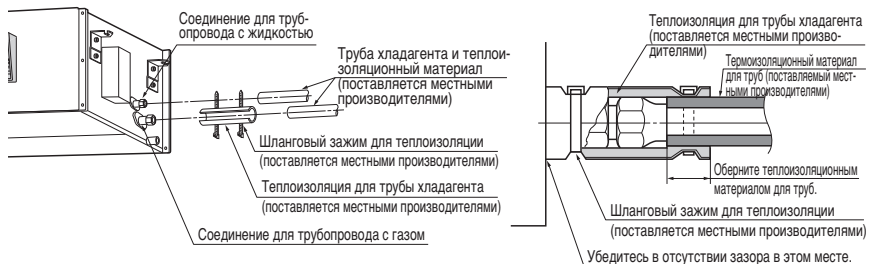 Соединение для труб-
опровода с жидкостью
Труба хладагента и теплои-
золяционный материал
(поставляется местными
производителями)
Шланговый зажим для теплоизоляции
(поставляется местными производителями)
Теплоизоляция для трубы хладагента
(поставляется местными производителями)
Соединение для трубопровода с газом
Теплоизоляция для трубы хладагента
(поставляется местными произво-
дителями)
Термоизоляционный материал
для труб (поставляемый мест-
ными производителями)
Оберните теплоизоляционным
материалом для труб.
Шланговый зажим для теплоизоляции
(поставляется местными производителями)
Убедитесь в отсутствии зазора в этом месте.